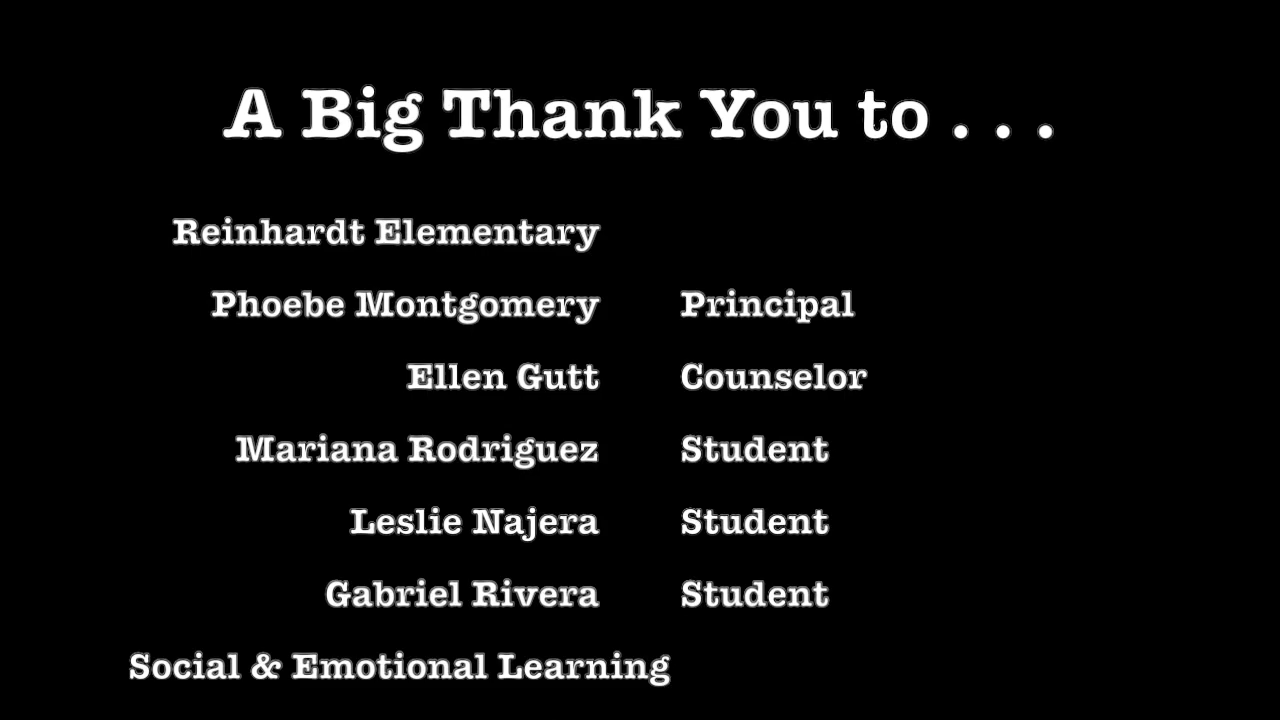 A Big Thank You to . . .
Reinhardt Elementary
Phoebe Montgomery Principal
Ellen Gutt Counselor
Mariana Rodriguez Student
Leslie Najera Student
Gabriel Rivera Student
Social & Emotional Learning